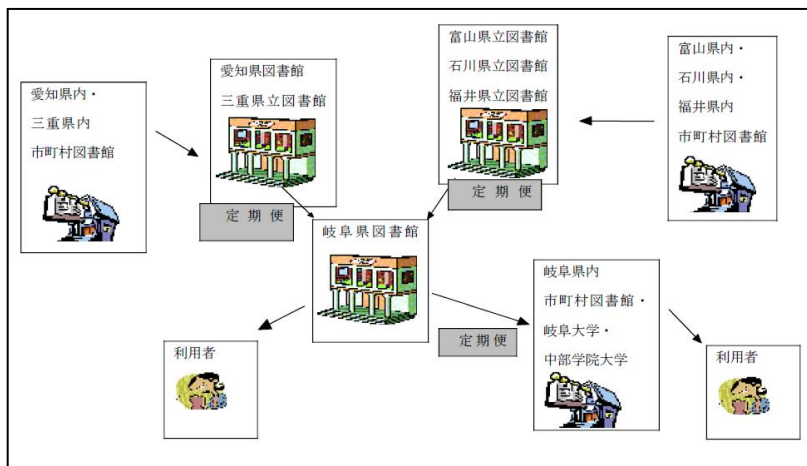 愛知県内・
三重県内
市町村図書館
愛知県図書館
三重県立図書館
定期便
富山県立図書館
石川県立図書館
福井県立図書館
定期便
富山県内・
石川県内・
福井県内
市町村図書館
岐阜県図書館
定期便
岐阜県内
市町村図書館・
岐阜大学・
中部学院大学
利用者
利用者